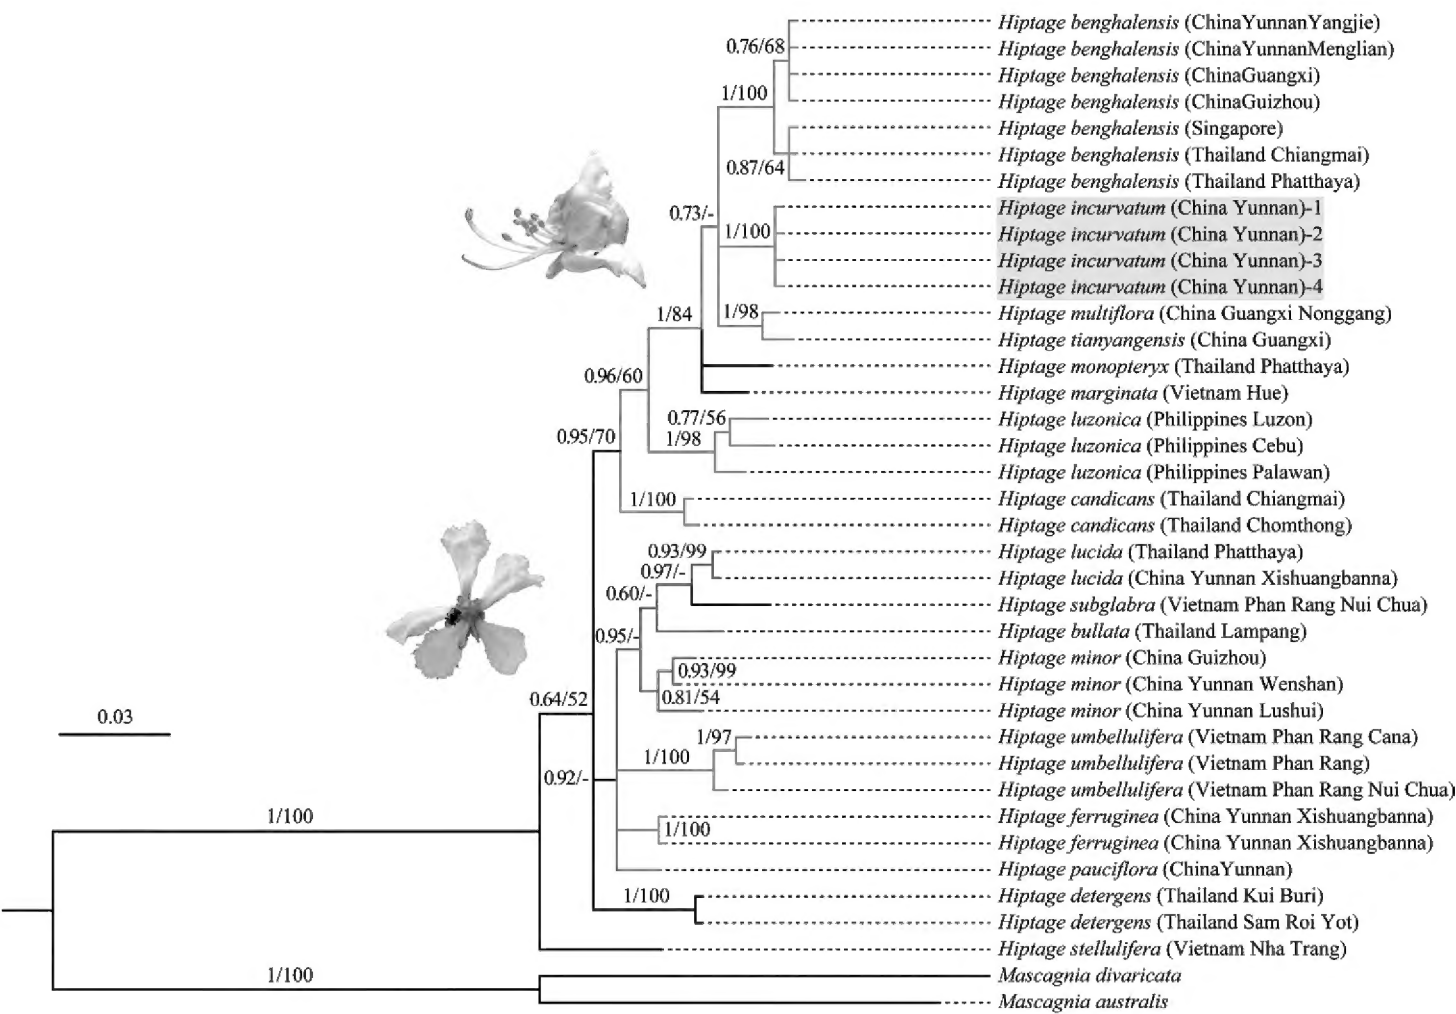 Hiptage benghalensis (ChinaYunnanYangjie)
0.76/68
Hiptage benghalensis (ChinaYunnanMenglian)
Hiptage benghalensis (ChinaGuangxi)
1/100
Hiptage benghalensis (ChinaGuizhou)
Hiptage benghalensis (Singapore)
Hiptage benghalensis (Thailand Chiangmai)
0.87/64
Hiptage benghalensis (Thailand Phatthaya)
Hiptage incurvatum (China Yunnan)-1
0.73/-
1/100
Hiptage incurvatum (China Yunnan)-2
Hiptage incurvatum (China Yunnan)-3
Hiptage incurvatum (China Yunnan)-4
1/84
1/98
Hiptage multiflora (China Guangxi Nonggang)
Hiptage tianyangensis (China Guangxi)
Hiptage monopteryx (Thailand Phatthaya)
0.96/60
Hiptage marginata (Vietnam Hue)
0.77/56
Hiptage luzonica (Philippines Luzon)
0.95/70
1/98
Hiptage luzonica (Philippines Cebu)
Hiptage luzonica (Philippines Palawan)
1/100
Hiptage candicans (Thailand Chiangmai)
Hiptage candicans (Thailand Chomthong)
0.93/99
Hiptage lucida (Thailand Phatthaya)
0.97/-
Hiptage lucida (China Yunnan Xishuangbanna)
0.60/-
Hiptage subglabra (Vietnam Phan Rang Nui Chua)
0.95/-
Hiptage bullata (Thailand Lampang)
Hiptage minor (China Guizhou)
0.93/99
Hiptage minor (China Yunnan Wenshan)
0.64/52
0.81/54
Hiptage minor (China Yunnan Lushui)
0.03
1/97
Hiptage umbellulifera (Vietnam Phan Rang Cana)
1/100
Hiptage umbellulifera (Vietnam Phan Rang)
0.92/-
Hiptage umbellulifera (Vietnam Phan Rang Nui Chua)
1/100
Hiptage ferruginea (China Yunnan Xishuangbanna)
1/100
Hiptage ferruginea (China Yunnan Xishuangbanna)
Hiptage pauciflora (ChinaYunnan)
1/100
Hiptage detergens (Thailand Kui Buri)
Hiptage detergens (Thailand Sam Roi Yot)
Hiptage stellulifera (Vietnam Nha Trang)
1/100
Mascagnia divaricata
Mascagnia australis